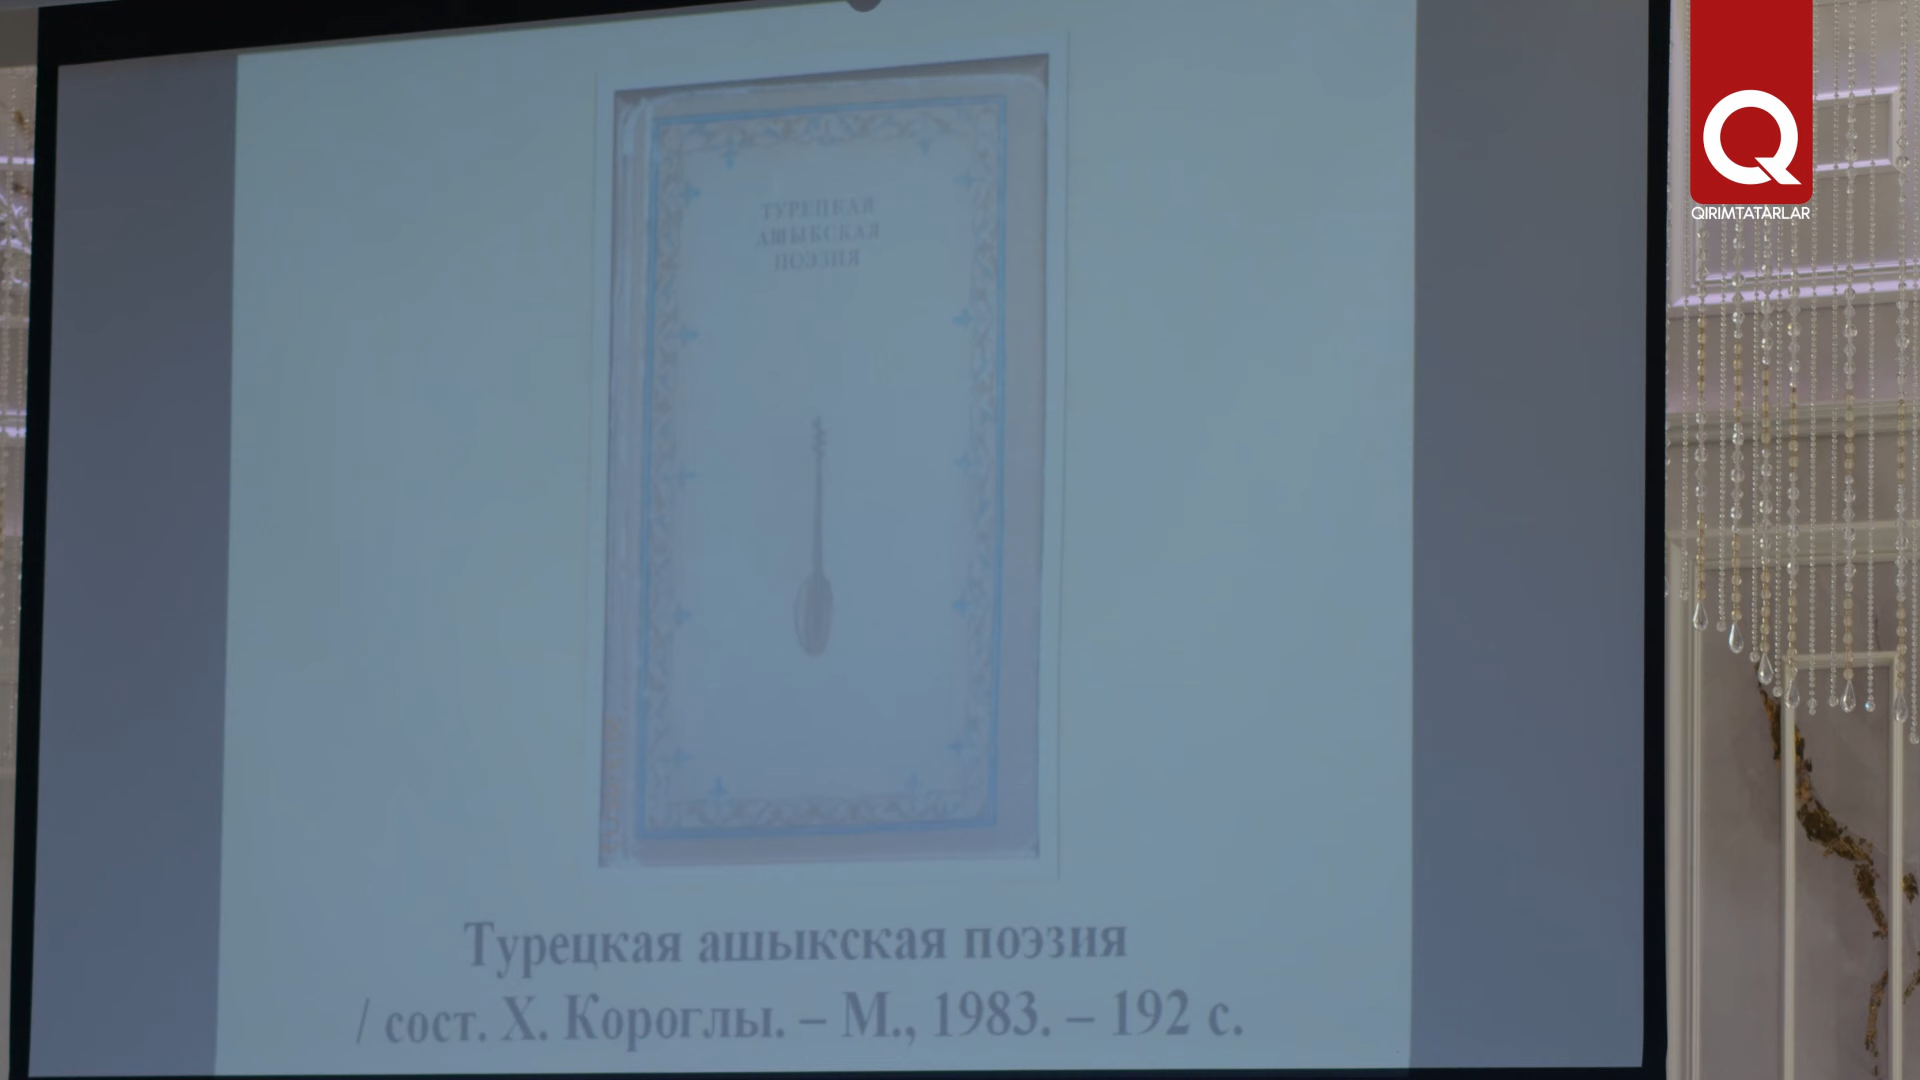 QIRIMTATARLAR
ТУРЕЦКАЯ
АШЫКСКАЯ
ПОЭЗИЯ
Турецкая ашыкская поэзия
/ сост. Х. Короглы. – М., 1983. – 192 с.